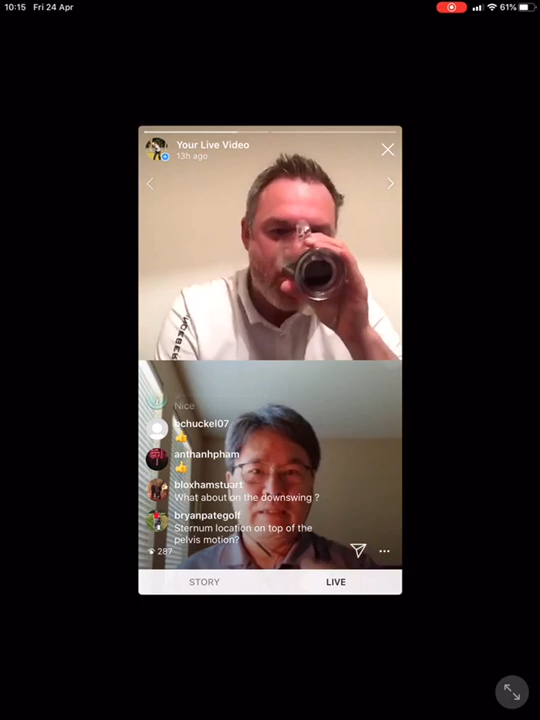 10:15 Fri 24 Apr
61%
Your Live Video
13h ago
Nice
bchuckel07
anthanhpham
bloxhamstuart
What about on the downswing ?
bryanpategolf
Sternum location on top of the
pelvis motion?
287
STORY LIVE